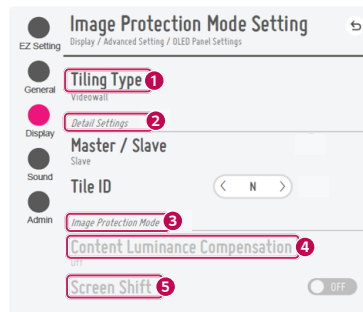 Image Protection Mode Setting
Display / Advanced Setting / OLED Panel Settings
EZ Setting
General
Display
Sound
Admin
Tiling Type 1
Videowall
Detail Settings 2
Master / Slave
Slave
Tile ID
N
Image Protection Mode 3
Content Luminance Compensation 4
Off
Screen Shift 5
OFF